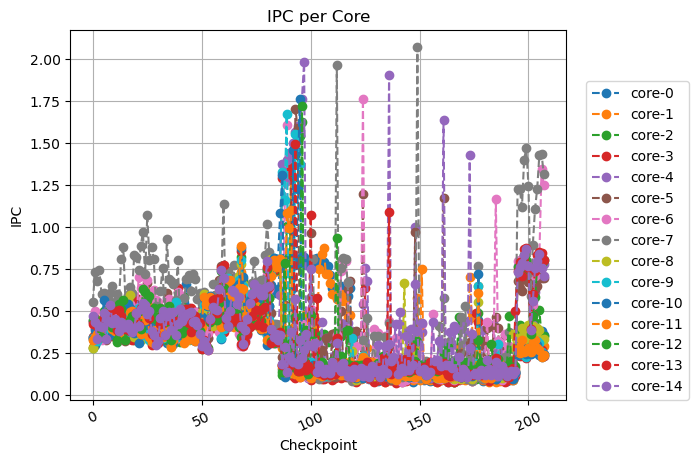 IPC per Core
IPC
2.00
1.75
1.50
1.25
1.00
0.75
0.50
0.25
0.00
0
50
100
150
200
Checkpoint
core-0
core-1
core-2
core-3
core-4
core-5
core-6
core-7
core-8
core-9
core-10
core-11
core-12
core-13
core-14